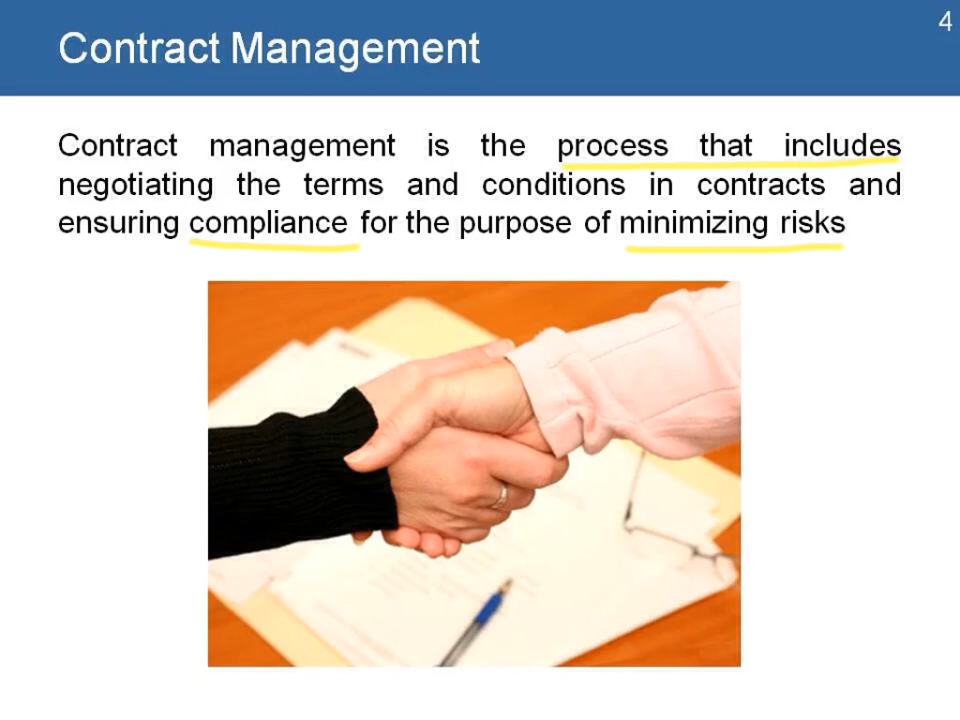 4
Contract Management
Contract management is the process that includes
negotiating the terms and conditions in contracts and
ensuring compliance for the purpose of minimizing risks